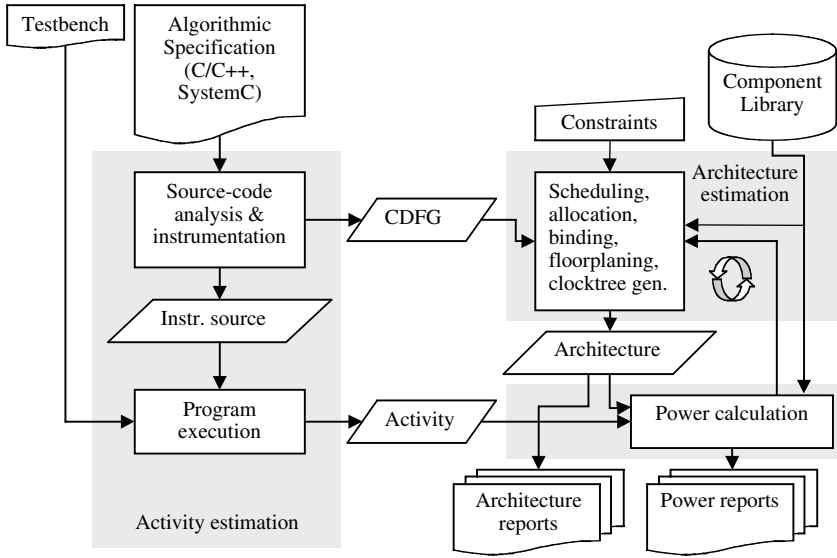 Testbench
Algorithmic
Specification
(C/C++,
SystemC)
Component
Library
Constraints
Architecture
estimation
Source-code
analysis &
instrumentation
CDFG
Scheduling,
allocation,
binding,
floorplaning,
clocktree gen.
Instr. source
Architecture
Program
execution
Activity
Power calculation
Activity estimation
Architecture
reports
Power reports